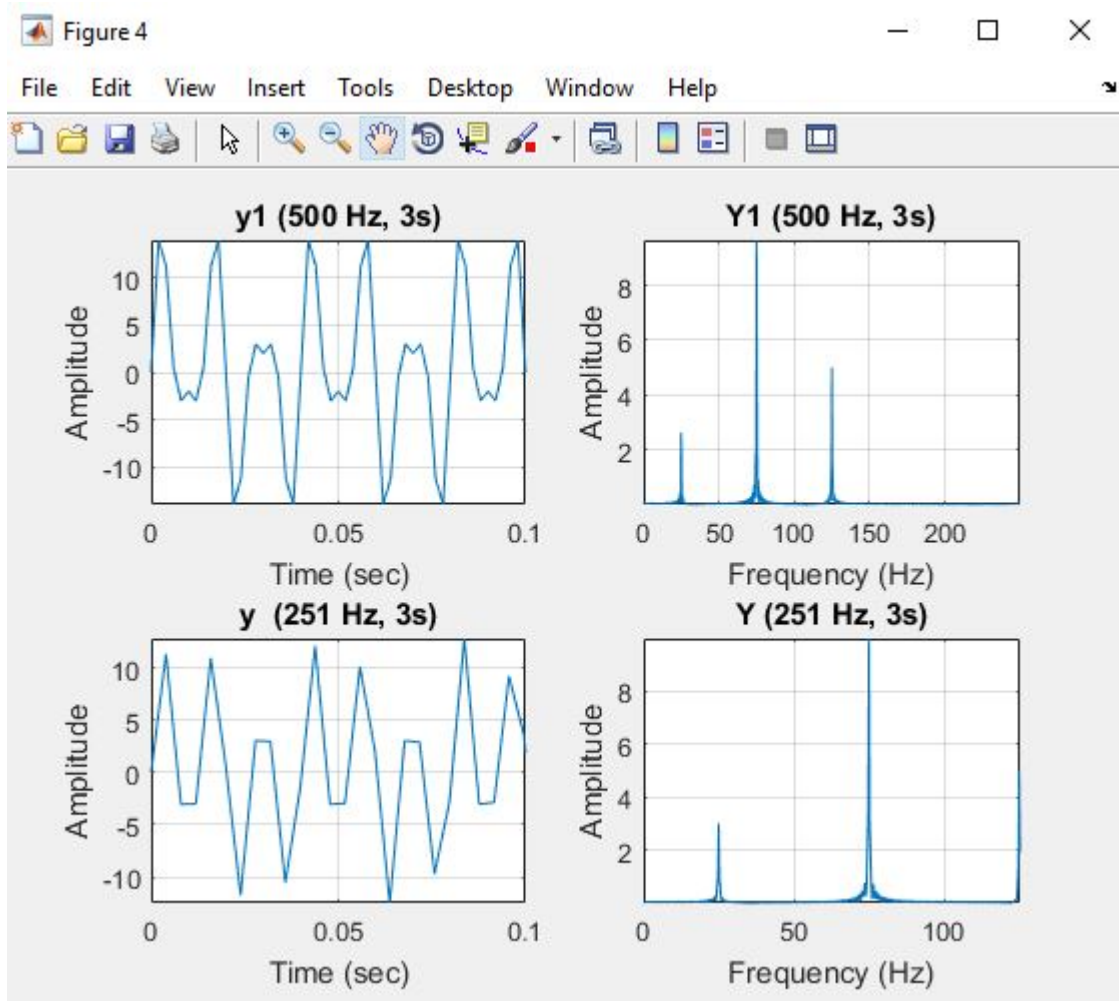 Figure 4
File Edit View Insert Tools Desktop Window Help
y1 (500 Hz, 3s)
Amplitude
10
5
0
-5
-10
0 0.05 0.1
Time (sec)
Y1 (500 Hz, 3s)
Amplitude
8
6
4
2
0 50 100 150 200
Frequency (Hz)
y (251 Hz, 3s)
Amplitude
10
5
0
-5
-10
0 0.05 0.1
Time (sec)
Y (251 Hz, 3s)
Amplitude
8
6
4
2
0 50 100
Frequency (Hz)